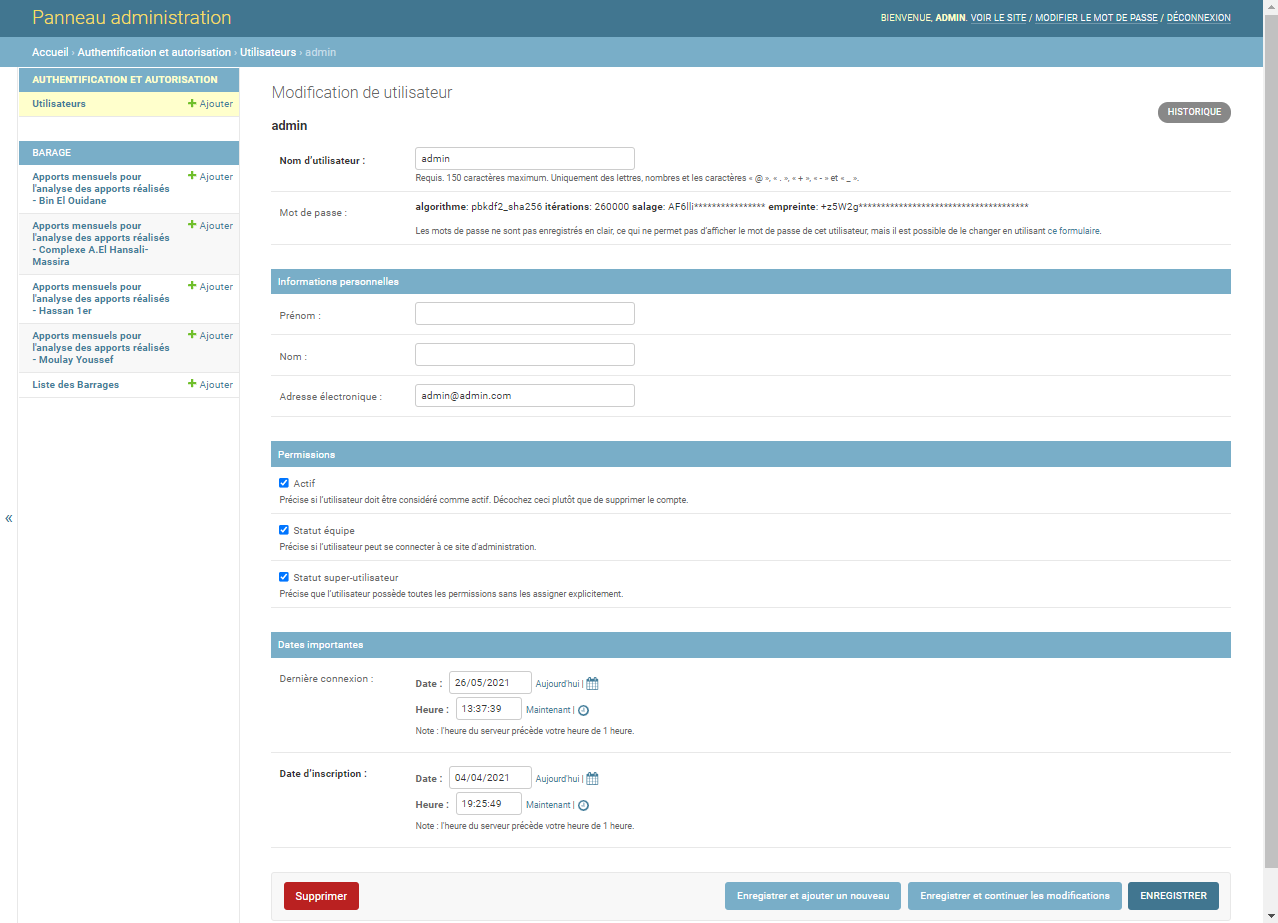 Panneau administration
BIENVENUE, ADMIN. VOIR LE SITE / MODIFIER LE MOT DE PASSE / DÉCONNEXION
Accueil › Authentification et autorisation › Utilisateurs › admin
AUTHENTIFICATION ET AUTORISATION
Utilisateurs
Ajouter
BARAGE
Apports mensuels pour
l'analyse des apports réalisés
- Bin El Ouidane
Ajouter
Apports mensuels pour
l'analyse des apports réalisés
- Complexe A.El Hansali-
Massira
Ajouter
Apports mensuels pour
l'analyse des apports réalisés
- Hassan 1er
Ajouter
Apports mensuels pour
l'analyse des apports réalisés
- Moulay Youssef
Ajouter
Liste des Barrages
Ajouter
«
Modification de utilisateur
HISTORIQUE
admin
Nom d'utilisateur :
admin
Requis. 150 caractères maximum. Uniquement des lettres, nombres et les caractères « @ », « . », « + », « - » et « _ ».
Mot de passe :
algorithme: pbkdf2_sha256 itérations: 260000 salage: AF6lli**************** empreinte: +z5W2g**************************************
Les mots de passe ne sont pas enregistrés en clair, ce qui ne permet pas d'afficher le mot de passe de cet utilisateur, mais il est possible de le changer en utilisant ce formulaire.
Informations personnelles
Prénom :
Nom :
Adresse électronique :
admin@admin.com
Permissions
Actif
Précise si l'utilisateur doit être considéré comme actif. Décochez ceci plutôt que de supprimer le compte.
Statut équipe
Précise si l'utilisateur peut se connecter à ce site d'administration.
Statut super-utilisateur
Précise que l'utilisateur possède toutes les permissions sans les assigner explicitement.
Dates importantes
Dernière connexion :
Date : 26/05/2021 Aujourd'hui |
Heure : 13:37:39 Maintenant |
Note : l'heure du serveur précède votre heure de 1 heure.
Date d'inscription :
Date : 04/04/2021 Aujourd'hui |
Heure : 19:25:49 Maintenant |
Note : l'heure du serveur précède votre heure de 1 heure.
Supprimer
Enregistrer et ajouter un nouveau
Enregistrer et continuer les modifications
ENREGISTRER